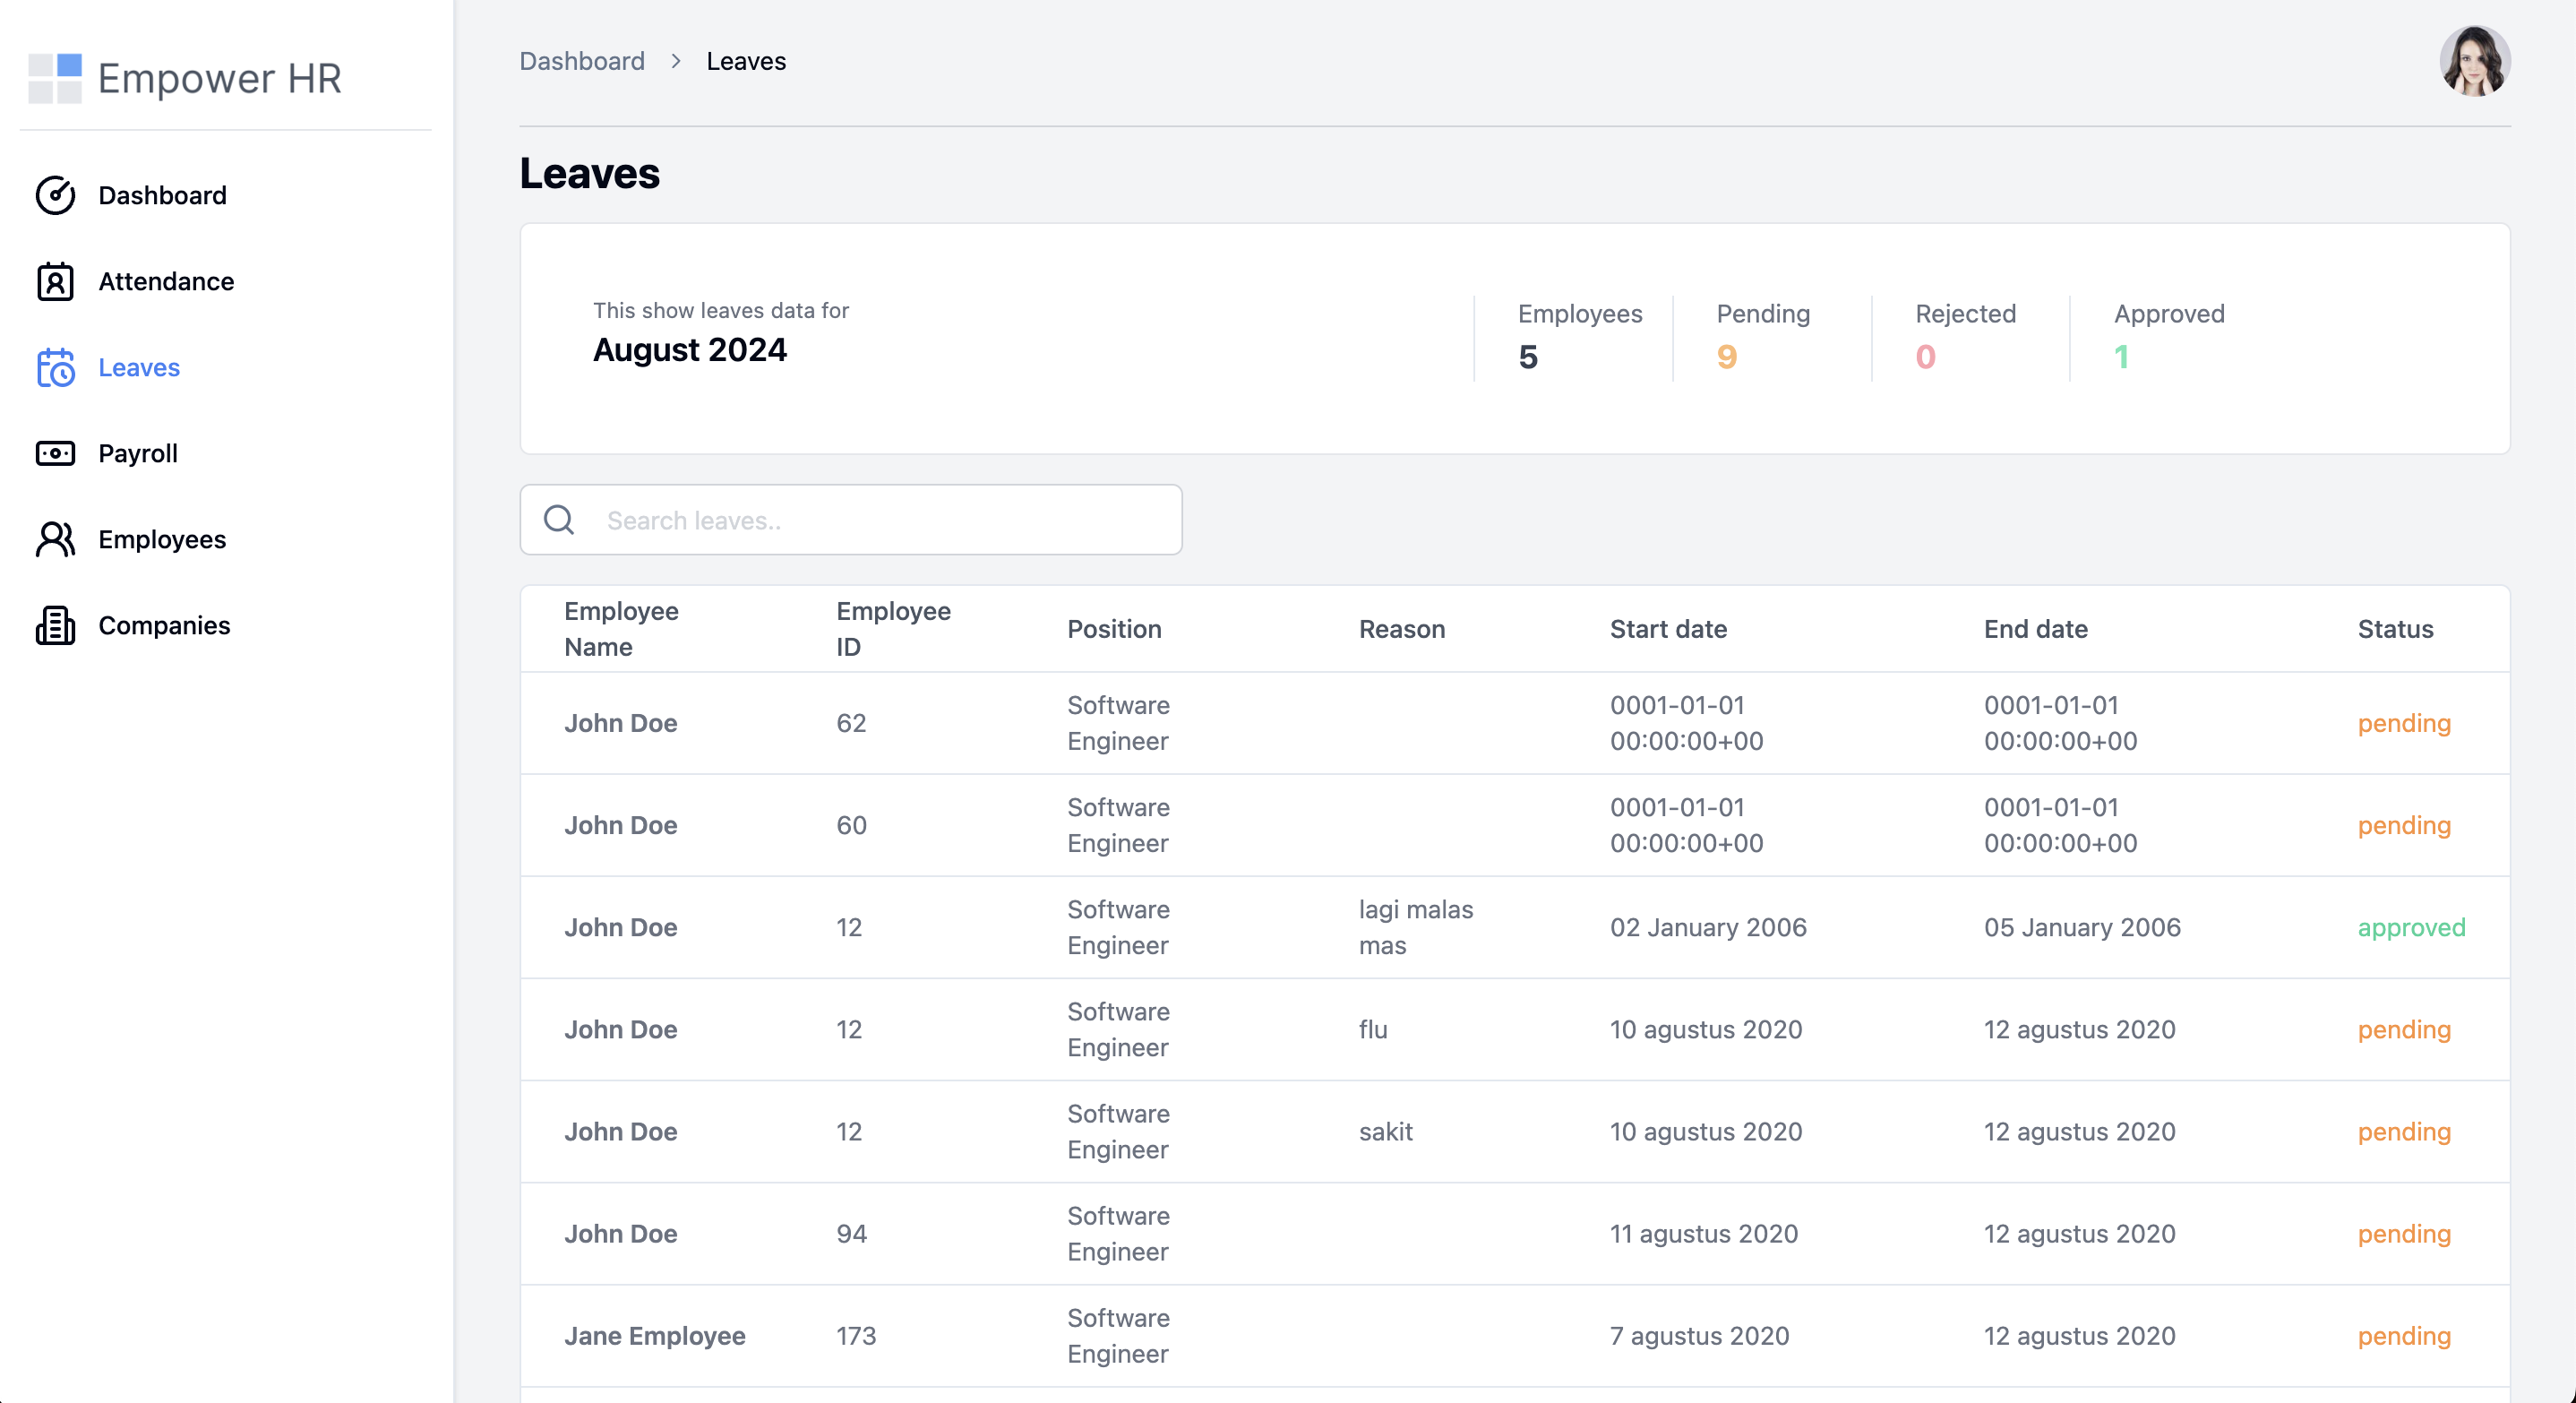 Empower HR
Dashboard
Attendance
Leaves
Payroll
Employees
Companies
Dashboard > Leaves
Leaves
This show leaves data for
August 2024
Employees Pending Rejected Approved
5 9 0 1
Search leaves..
Employee Name Employee ID Position Reason Start date End date Status
John Doe 62 Software Engineer 0001-01-01 00:00:00+00 0001-01-01 00:00:00+00 pending
John Doe 60 Software Engineer 0001-01-01 00:00:00+00 0001-01-01 00:00:00+00 pending
John Doe 12 Software Engineer lagi malas mas 02 January 2006 05 January 2006 approved
John Doe 12 Software Engineer flu 10 agustus 2020 12 agustus 2020 pending
John Doe 12 Software Engineer sakit 10 agustus 2020 12 agustus 2020 pending
John Doe 94 Software Engineer 11 agustus 2020 12 agustus 2020 pending
Jane Employee 173 Software Engineer 7 agustus 2020 12 agustus 2020 pending